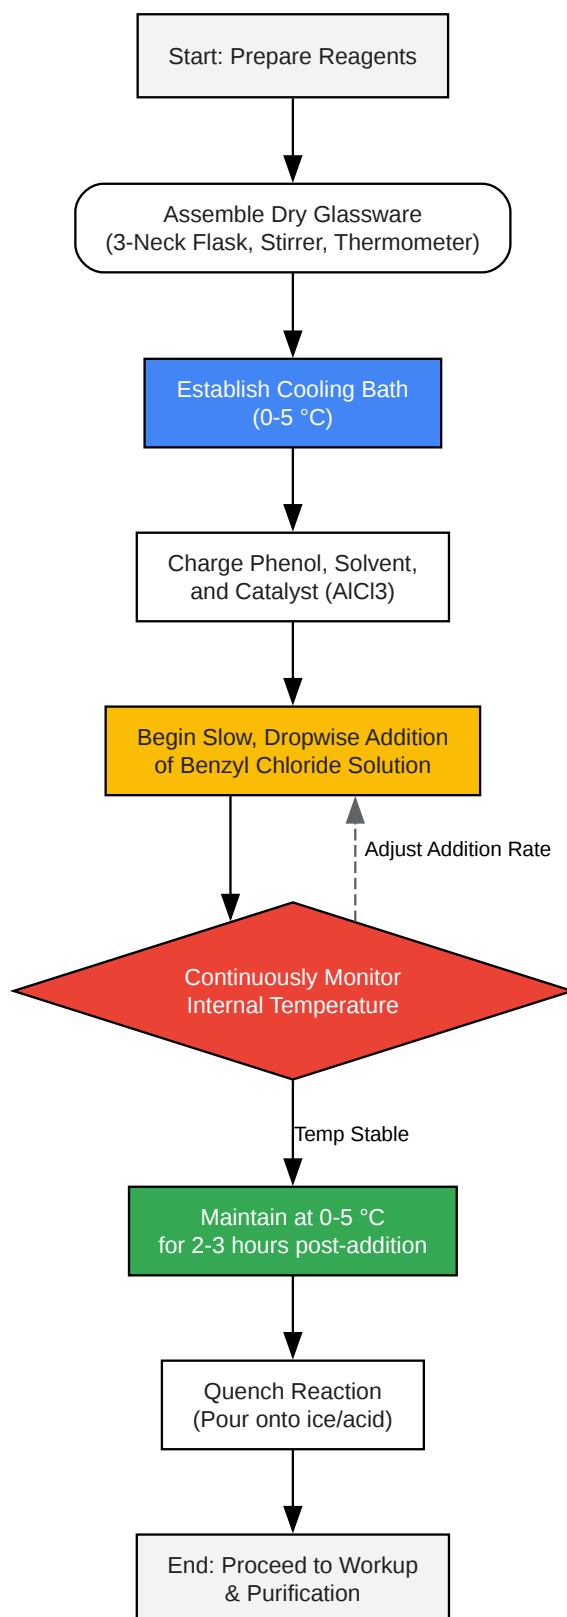 Start: Prepare Reagents
Assemble Dry Glassware
(3-Neck Flask, Stirrer, Thermometer)
Establish Cooling Bath
(0-5 °C)
Charge Phenol, Solvent,
and Catalyst (AlCl3)
Begin Slow, Dropwise Addition
of Benzyl Chloride Solution
Adjust Addition Rate
Continuously Monitor
Internal Temperature
Temp Stable
Maintain at 0-5 °C
for 2-3 hours post-addition
Quench Reaction
(Pour onto ice/acid)
End: Proceed to Workup
& Purification